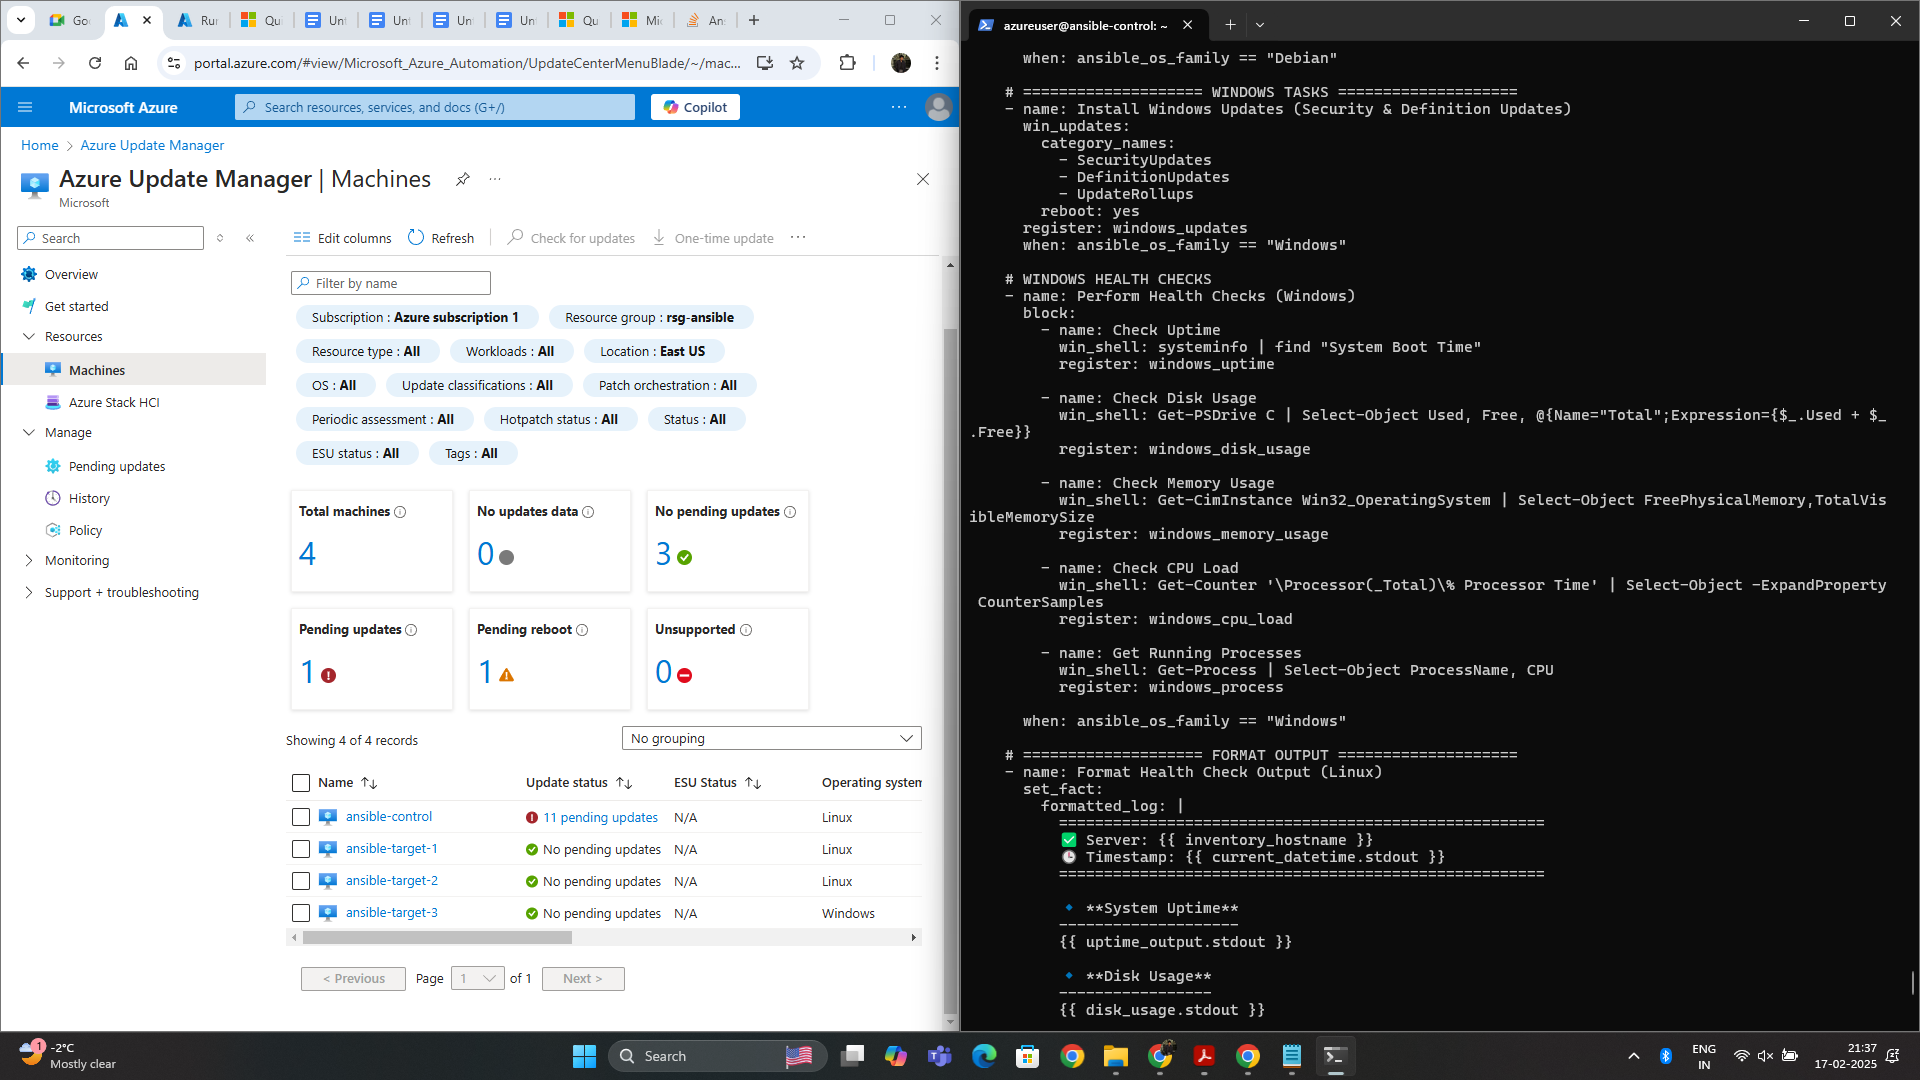 Go
Rur
Qu
Unt
Unt
Unt
Unt
Qu
Mic
An:
portal.azure.com/#view/Microsoft_Azure_Automation/UpdateCenterMenuBlade/~/mac...
Microsoft Azure
Search resources, services, and docs (G+/)
Copilot
Home > Azure Update Manager
Azure Update Manager | Machines
Microsoft
Search
Overview
Get started
Resources
Machines
Azure Stack HCI
Manage
Pending updates
History
Policy
Monitoring
Support + troubleshooting
Edit columns
Refresh
Check for updates
One-time update
Filter by name
Subscription : Azure subscription 1
Resource group : rsg-ansible
Resource type : All
Workloads : All
Location : East US
OS : All
Update classifications : All
Patch orchestration : All
Periodic assessment : All
Hotpatch status : All
Status : All
ESU status : All
Tags : All
Total machines
4
No updates data
0
No pending updates
3
Pending updates
1
Pending reboot
1
Unsupported
0
Showing 4 of 4 records
No grouping
Name ↑↓ Update status ↑↓ ESU Status ↑↓ Operating system
ansible-control 11 pending updates N/A Linux
ansible-target-1 No pending updates N/A Linux
ansible-target-2 No pending updates N/A Linux
ansible-target-3 No pending updates N/A Windows
< Previous Page 1 of 1 Next >
azureuser@ansible-control: ~
when: ansible_os_family == "Debian"
# ==================== WINDOWS TASKS ====================
- name: Install Windows Updates (Security & Definition Updates)
win_updates:
category_names:
- SecurityUpdates
- DefinitionUpdates
- UpdateRollups
reboot: yes
register: windows_updates
when: ansible_os_family == "Windows"
# WINDOWS HEALTH CHECKS
- name: Perform Health Checks (Windows)
block:
- name: Check Uptime
win_shell: systeminfo | find "System Boot Time"
register: windows_uptime
- name: Check Disk Usage
win_shell: Get-PSDrive C | Select-Object Used, Free, @{Name="Total";Expression={$_.Used + $_
.Free}}
register: windows_disk_usage
- name: Check Memory Usage
win_shell: Get-CimInstance Win32_OperatingSystem | Select-Object FreePhysicalMemory,TotalVis
ibleMemorySize
register: windows_memory_usage
- name: Check CPU Load
win_shell: Get-Counter '\Processor(_Total)\% Processor Time' | Select-Object -ExpandProperty
CounterSamples
register: windows_cpu_load
- name: Get Running Processes
win_shell: Get-Process | Select-Object ProcessName, CPU
register: windows_process
when: ansible_os_family == "Windows"
# ==================== FORMAT OUTPUT ====================
- name: Format Health Check Output (Linux)
set_fact:
formatted_log: |
======================================================
✅ Server: {{ inventory_hostname }}
🕒 Timestamp: {{ current_datetime.stdout }}
======================================================
🔹 **System Uptime**
--------------------
{{ uptime_output.stdout }}
🔹 **Disk Usage**
-----------------
{{ disk_usage.stdout }}
1
-2°C
Mostly clear
Search
ENG
IN
21:37
17-02-2025